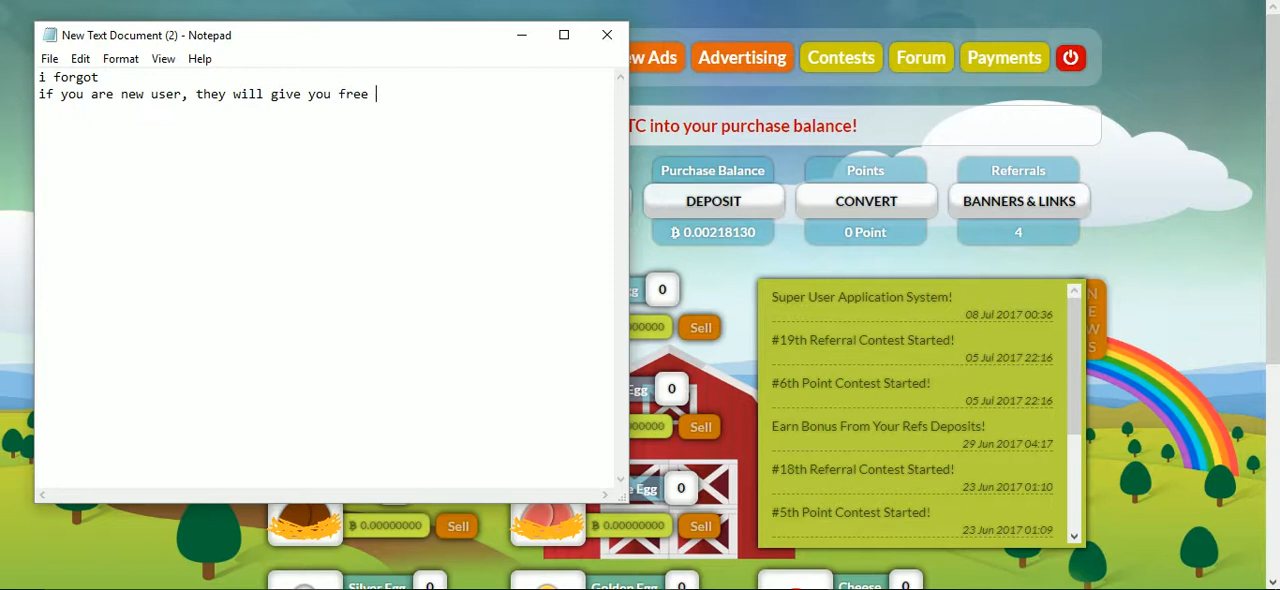 New Text Document (2) - Notepad
File Edit Format View Help
i forgot
if you are new user, they will give you free
w Ads
Advertising
Contests
Forum
Payments
TC into your purchase balance!
Purchase Balance
DEPOSIT
₿ 0.00218130
Points
CONVERT
0 Point
Referrals
BANNERS & LINKS
4
gg 0
00000 Sell
Egg 0
000000 Sell
e Egg 0
₿ 0.00000000 Sell
₿ 0.00000000 Sell
Silver Egg 0
Golden Egg 0
Cheese 0
NEWS
Super User Application System!
08 Jul 2017 00:36
#19th Referral Contest Started!
05 Jul 2017 22:16
#6th Point Contest Started!
05 Jul 2017 22:16
Earn Bonus From Your Refs Deposits!
29 Jun 2017 04:17
#18th Referral Contest Started!
23 Jun 2017 01:10
#5th Point Contest Started!
23 Jun 2017 01:09